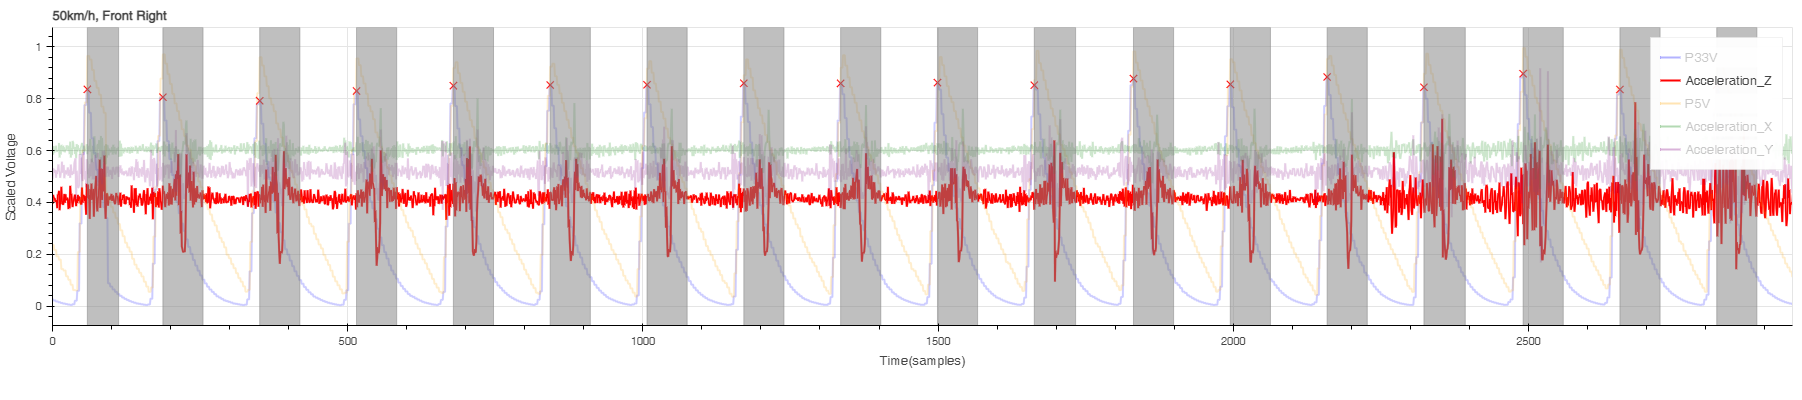 50km/h, Front Right
1
0.8
0.6
0.4
0.2
0
Scaled Voltage
0
500
1000
1500
2000
2500
Time(samples)
P33V
Acceleration_Z
P5V
Acceleration_X
Acceleration_Y